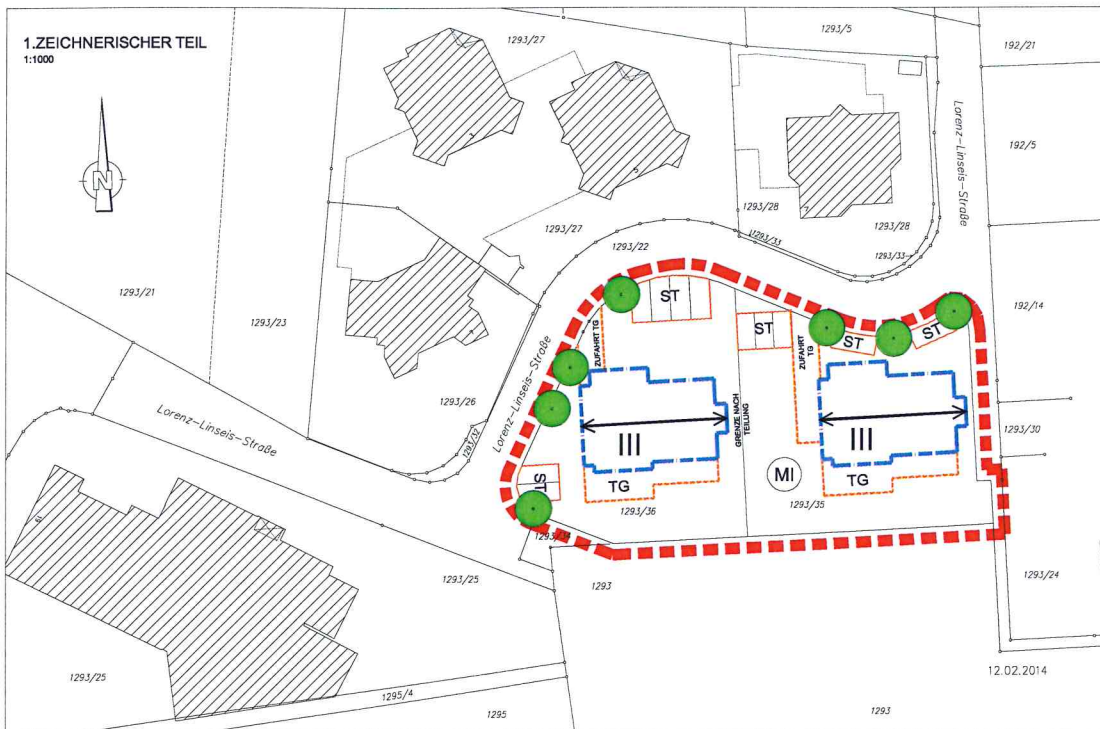 1.ZEICHNERISCHER TEIL
1:1000
N
1293/27
1293/5
192/21
Lorenz-Linseis-Straße
192/5
5
7
1293/28
1293/28
1293/27
1293/22
1293/33
1293/33
1293/21
1293/23
192/14
ST
ST
ST
ST
ZUFAHRT TG
ZUFAHRT TG
Lorenz-Linseis-Straße
1293/26
GRENZE NACH TEILUNG
III
III
Lorenz-Linseis-Straße
1293/30
MI
ST
TG
TG
1293/36
1293/35
1293/34
1293/25
1293
1293/24
12.02.2014
1293/25
1295/4
1295
1293